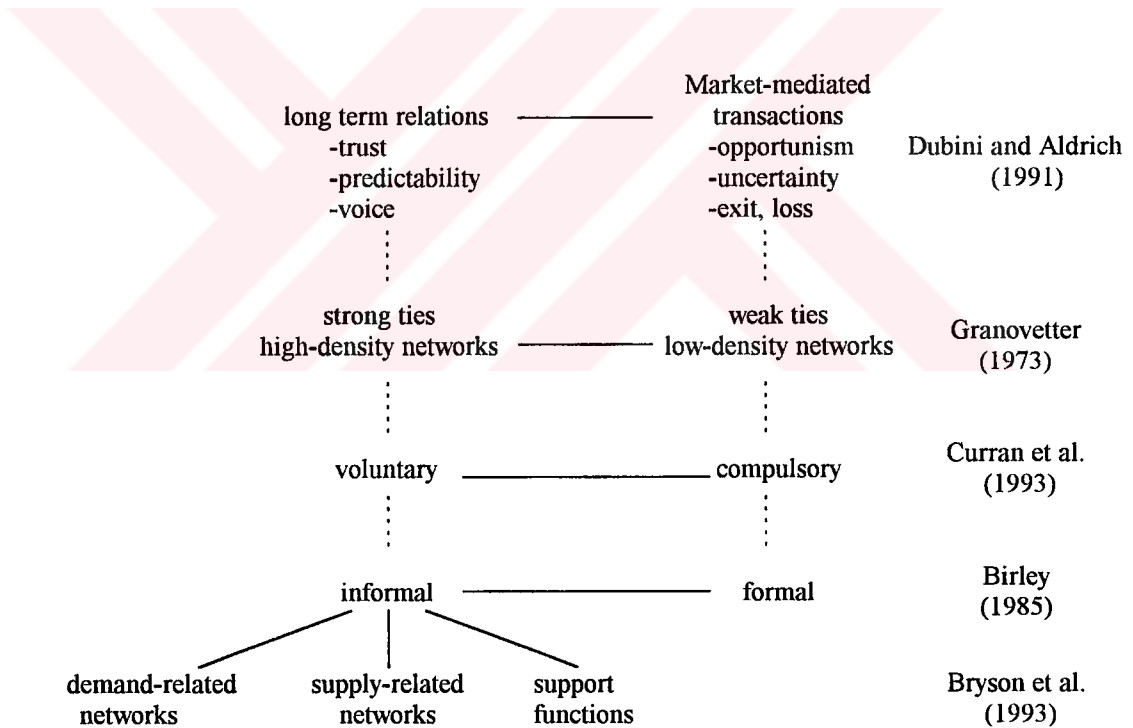 long term relations
-trust
-predictability
-voice
Market-mediated
transactions
-opportunism
-uncertainty
-exit, loss
Dubini and Aldrich
(1991)
strong ties
high-density networks
weak ties
low-density networks
Granovetter
(1973)
voluntary
compulsory
Curran et al.
(1993)
informal
formal
Birley
(1985)
demand-related
networks
supply-related
networks
support
functions
Bryson et al.
(1993)